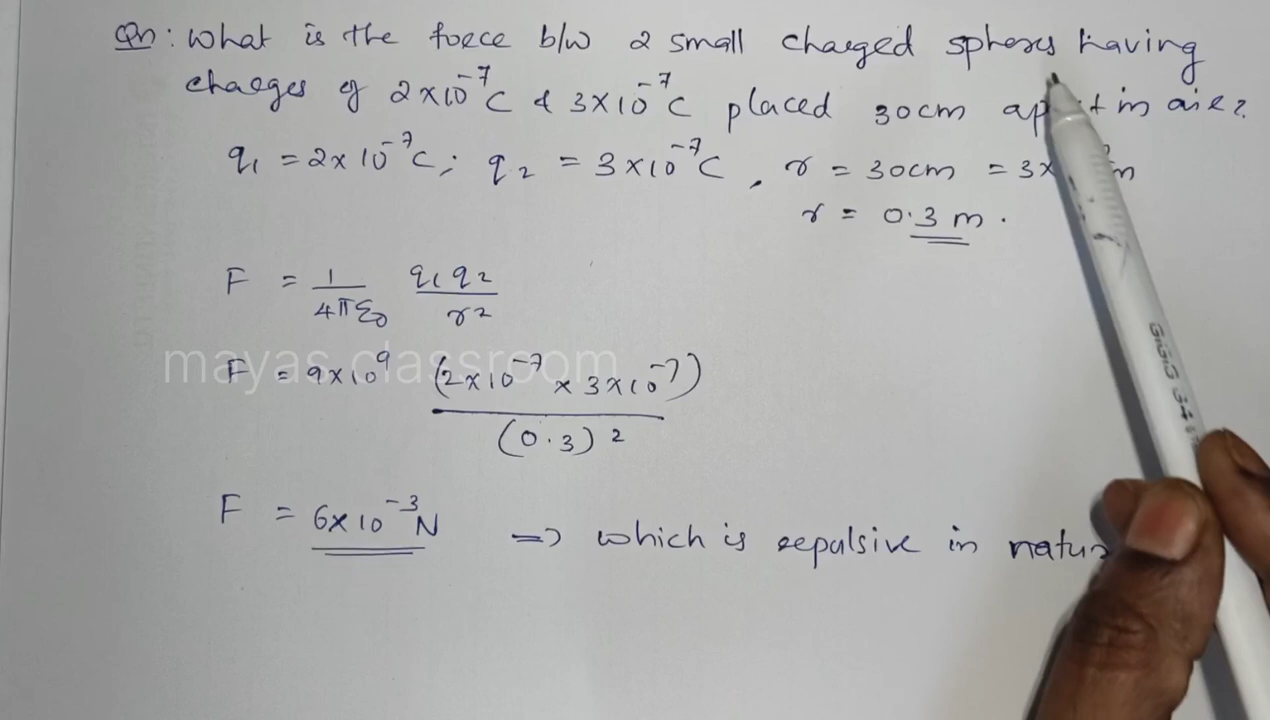 Qn: What is the force b/w 2 small charged spheres having
charges of 2×10⁻⁷C & 3×10⁻⁷C placed 30cm in air?
q₁ = 2×10⁻⁷C; q₂ = 3×10⁻⁷C, r = 30cm = 3× m
r = 0.3 m.
F = 1/4πε₀ q₁q₂/r²
mayas classroom
F = 9×10⁹ (2×10⁻⁷ × 3×10⁻⁷)/(0.3)²
F = 6×10⁻³N => which is repulsive in